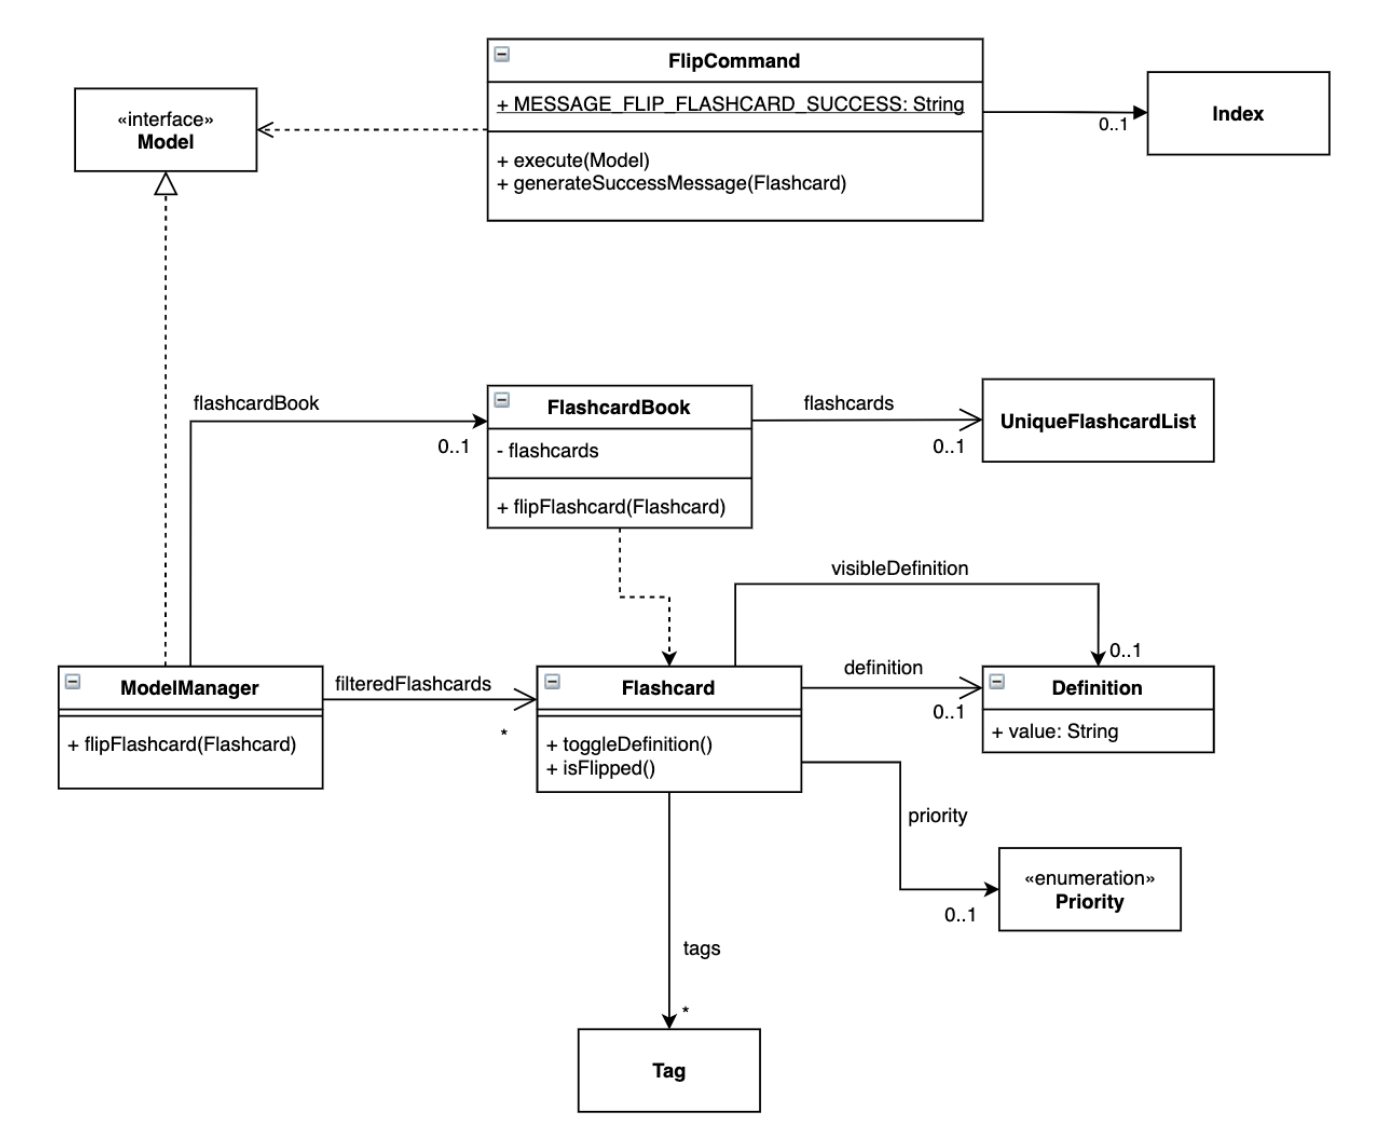 FlipCommand
+ MESSAGE_FLIP_FLASHCARD_SUCCESS: String
+ execute(Model)
+ generateSuccessMessage(Flashcard)
«interface»
Model
0..1
Index
flashcardBook
0..1
FlashcardBook
- flashcards
+ flipFlashcard(Flashcard)
flashcards
0..1
UniqueFlashcardList
visibleDefinition
0..1
ModelManager
+ flipFlashcard(Flashcard)
filteredFlashcards
*
Flashcard
+ toggleDefinition()
+ isFlipped()
definition
0..1
Definition
+ value: String
priority
0..1
«enumeration»
Priority
tags
*
Tag